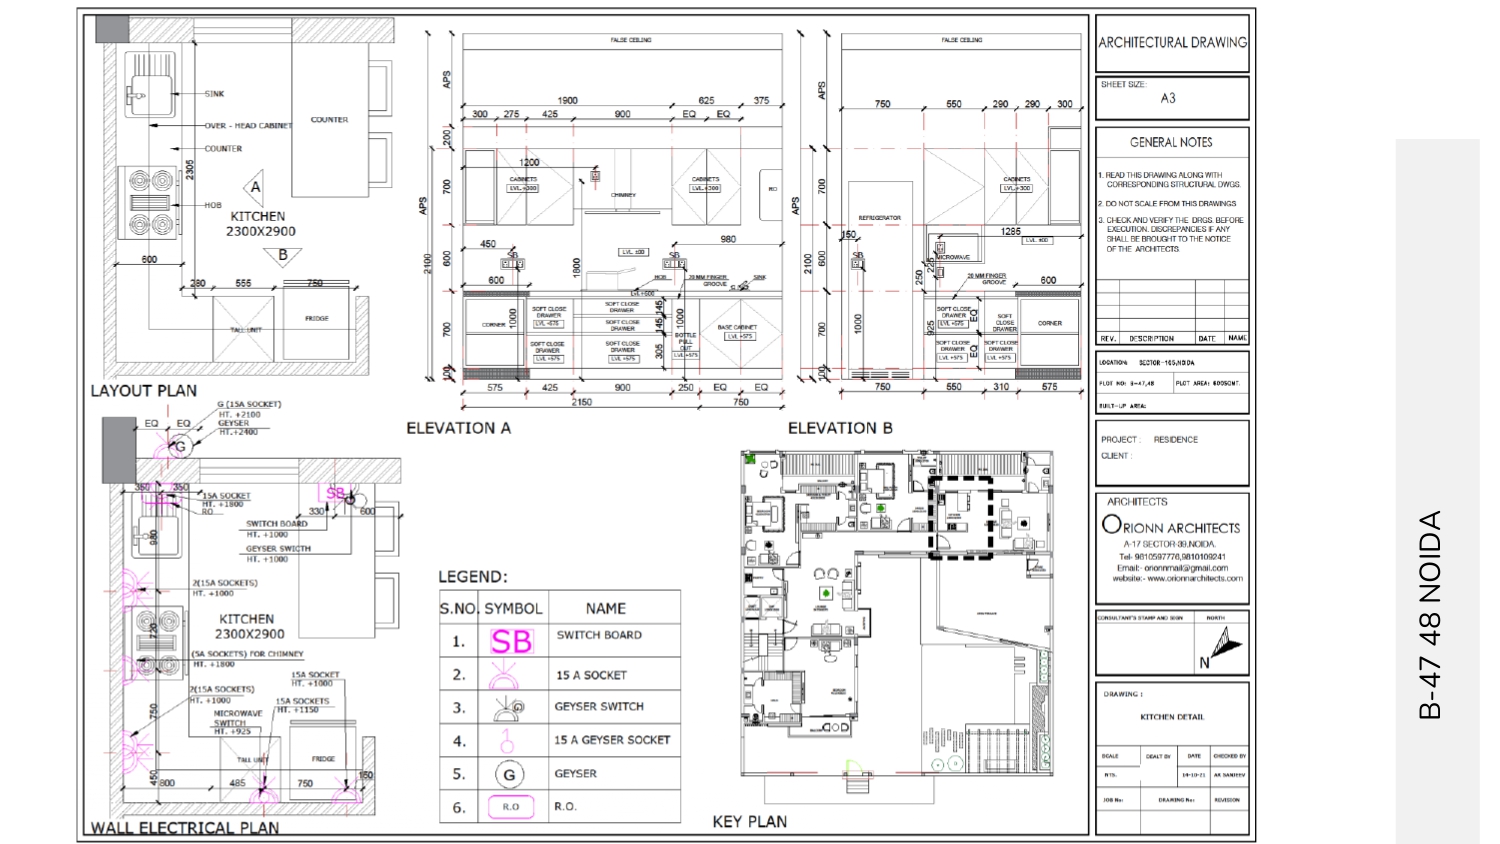 SINK
OVER - HEAD CABINET
COUNTER
COUNTER
2305
A
HOB
KITCHEN
2300X2900
B
600
280 555 750
TALL UNIT
FRIDGE
LAYOUT PLAN
FALSE CEILING
APS
1900 625 375
300 275 425 900 EQ EQ
200
1200
CABINETS
LVL.+300
CHIMNEY
CABINETS
LVL.+300
RO
700
APS
2100
600
450
SB
980
SB
LVL. ±00
1800
HOB
20 MM FINGER
GROOVE
SINK
600
LVL+600
CORNER
1000
SOFT CLOSE
DRAWER
LVL +575
SOFT CLOSE
DRAWER
LVL +575
SOFT CLOSE
DRAWER
SOFT CLOSE
DRAWER
SOFT CLOSE
DRAWER
LVL +575
145
145
305
1000
BOTTLE
PULL
OUT
LVL +575
BASE CABINET
LVL +575
700
100
575 425 900 250 EQ EQ
2150 750
ELEVATION A
FALSE CEILING
APS
750 550 290 290 300
CABINETS
LVL.+300
REFRIGERATOR
700
APS
2100
600
150
SB
1285
LVL. ±00
MICROWAVE
225
250
20 MM FINGER
GROOVE
600
1000
925
SOFT CLOSE
DRAWER
LVL +575
EQ
SOFT CLOSE
DRAWER
LVL +575
EQ
SOFT
CLOSE
DRAWER
SOFT CLOSE
DRAWER
LVL +575
CORNER
700
100
750 550 310 575
ELEVATION B
G (15A SOCKET)
HT. +2100
GEYSER
HT.+2400
EQ EQ
G
350 350
15A SOCKET
HT. +1800
RO
SB
330 600
SWITCH BOARD
HT. +1000
GEYSER SWICTH
HT. +1000
980
2(15A SOCKETS)
HT. +1000
KITCHEN
2300X2900
720
(5A SOCKETS) FOR CHIMNEY
HT. +1800
15A SOCKET
HT. +1000
2(15A SOCKETS)
HT. +1000
15A SOCKETS
HT. +1150
MICROWAVE
SWITCH
HT. +925
750
TALL UNIT
FRIDGE
450
800 485 750 150
WALL ELECTRICAL PLAN
LEGEND:
S.NO. SYMBOL NAME
1. SB SWITCH BOARD
2. 15 A SOCKET
3. G GEYSER SWITCH
4. 15 A GEYSER SOCKET
5. G GEYSER
6. R.O R.O.
KEY PLAN
ARCHITECTURAL DRAWING
SHEET SIZE:
A3
GENERAL NOTES
1. READ THIS DRAWING ALONG WITH
CORRESPONDING STRUCTURAL DWGS.
2. DO NOT SCALE FROM THIS DRAWINGS
3. CHECK AND VERIFY THE DRGS. BEFORE
EXECUTION. DISCREPANCIES IF ANY
SHALL BE BROUGHT TO THE NOTICE
OF THE ARCHITECTS.
REV. DESCRIPTION DATE NAME
LOCATION: SECTOR-105,NOIDA
PLOT NO: B-47,48 PLOT AREA: 600SQMT.
BUILT-UP AREA:
PROJECT : RESIDENCE
CLIENT :
ARCHITECTS
ORIONN ARCHITECTS
A-17 SECTOR-39,NOIDA.
Tel- 9810597776,9810109241
Email:- orionnmail@gmail.com
website:- www.orionnarchitects.com
CONSULTANT'S STAMP AND SIGN NORTH
N
DRAWING :
KITCHEN DETAIL
SCALE DEALT BY DATE CHECKED BY
NTS. 14-10-21 AR SANJEEV
JOB No: DRAWING No: REVISION
B-47 48 NOIDA